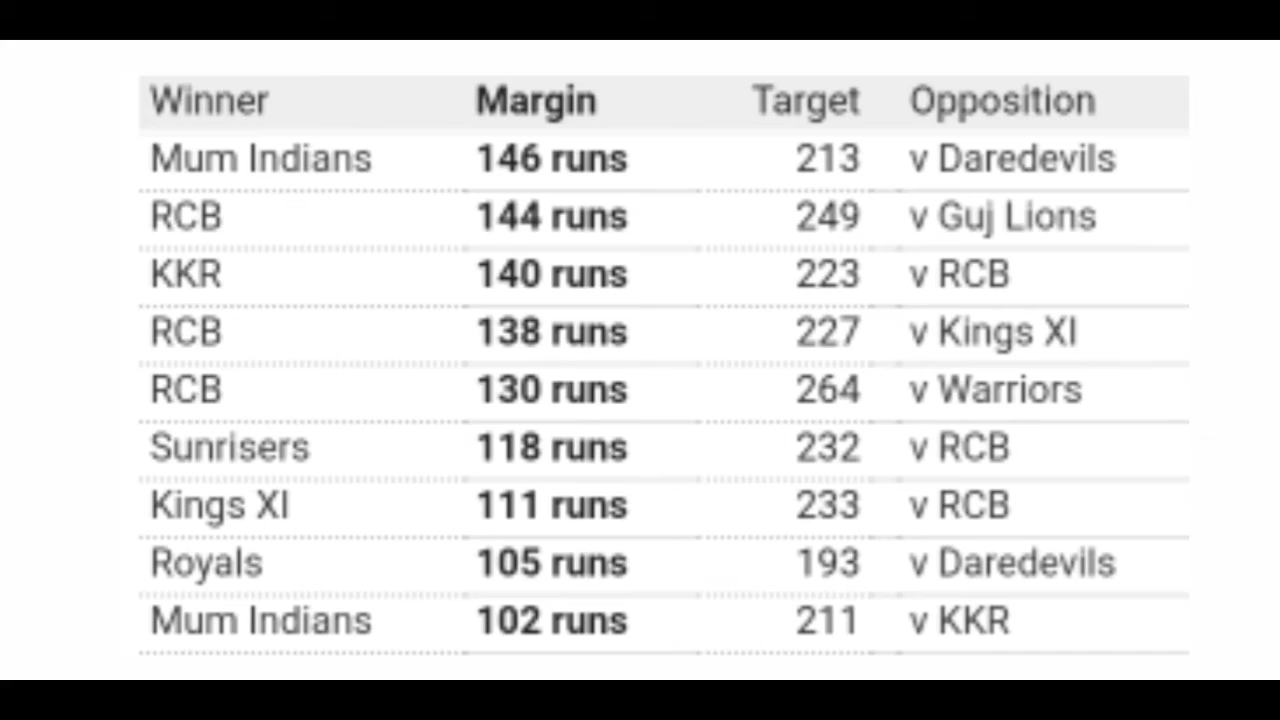 Winner Margin Target Opposition
Mum Indians 146 runs 213 v Daredevils
RCB 144 runs 249 v Guj Lions
KKR 140 runs 223 v RCB
RCB 138 runs 227 v Kings XI
RCB 130 runs 264 v Warriors
Sunrisers 118 runs 232 v RCB
Kings XI 111 runs 233 v RCB
Royals 105 runs 193 v Daredevils
Mum Indians 102 runs 211 v KKR